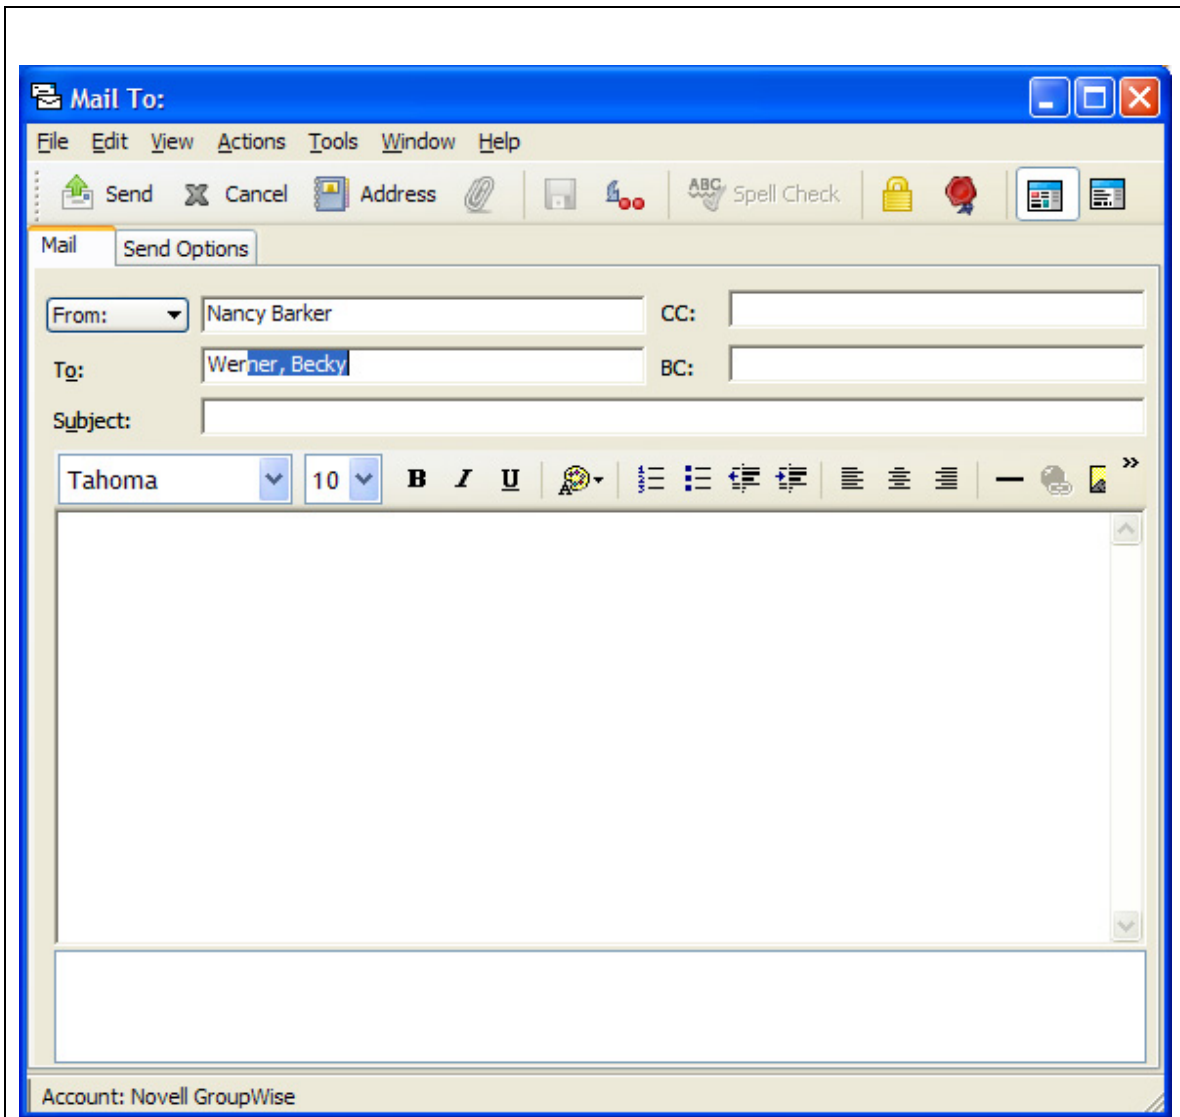 Mail To:
File Edit View Actions Tools Window Help
Send Cancel Address ABC Spell Check
Mail Send Options
From: Nancy Barker CC:
To: Werner, Becky BC:
Subject:
Tahoma 10 B I U »
Account: Novell GroupWise